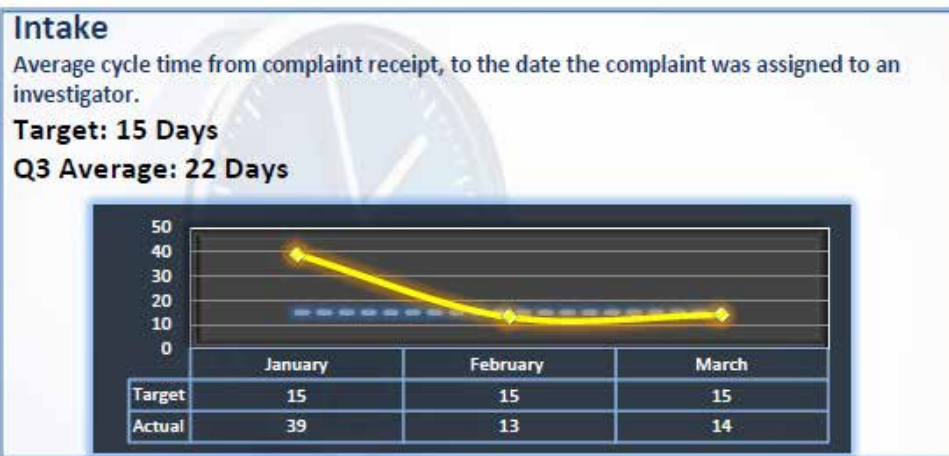 Intake
Average cycle time from complaint receipt, to the date the complaint was assigned to an
investigator.
Target: 15 Days
Q3 Average: 22 Days
50
40
30
20
10
0
January February March
Target 15 15 15
Actual 39 13 14